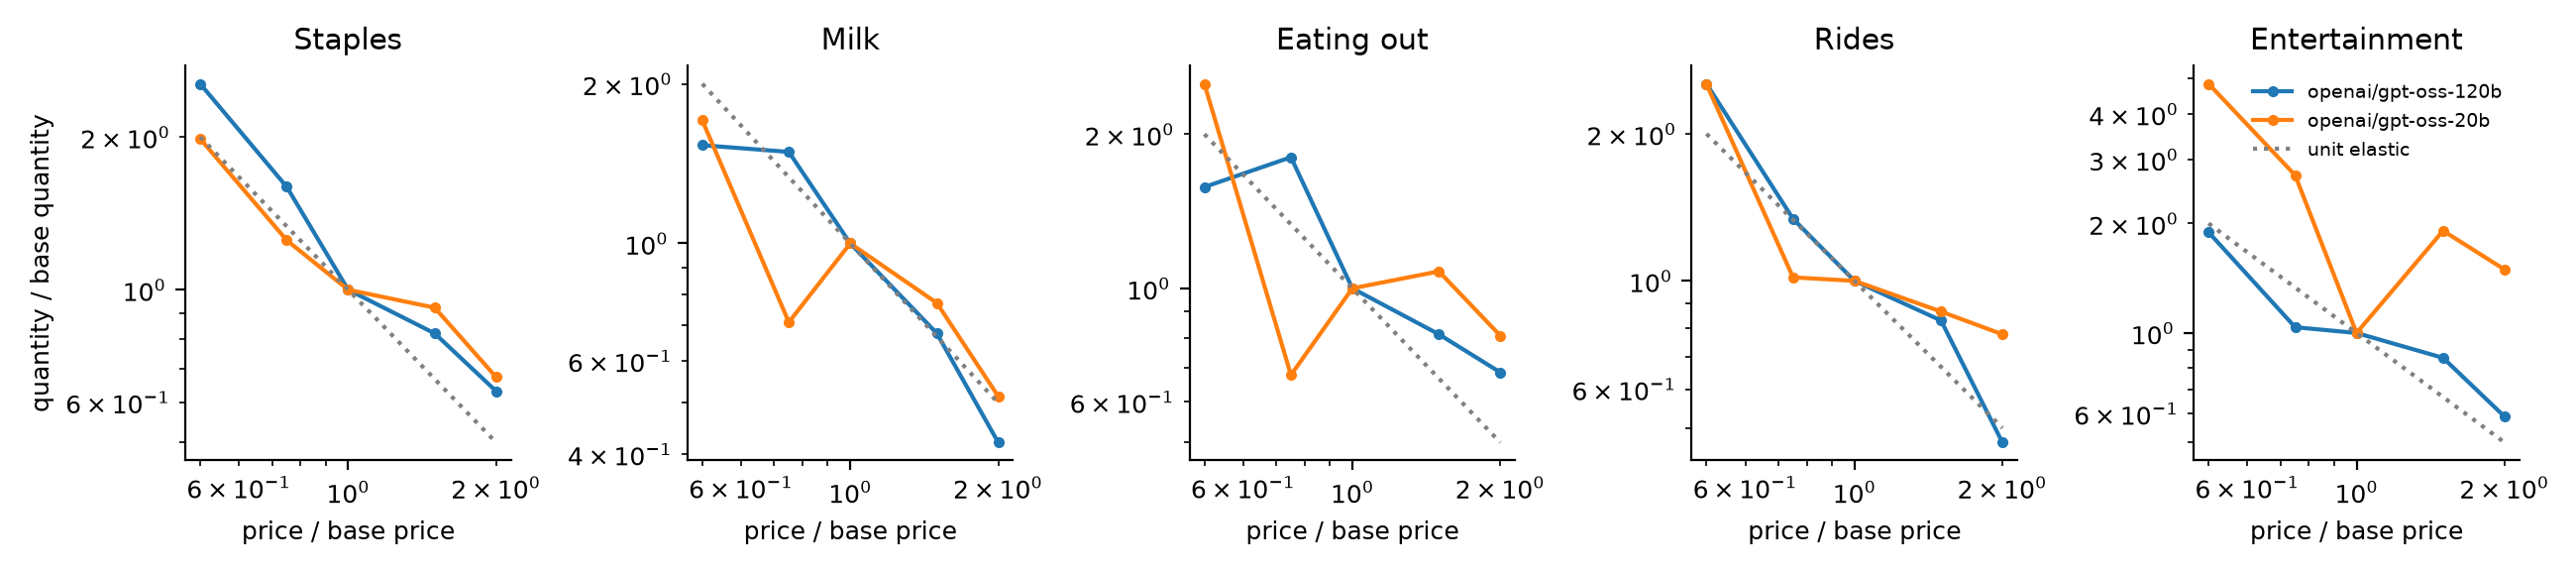 Staples
Milk
Eating out
Rides
Entertainment
quantity / base quantity
2 × 10⁰
10⁰
6 × 10⁻¹
6 × 10⁻¹
10⁰
2 × 10⁰
price / base price
2 × 10⁰
10⁰
6 × 10⁻¹
4 × 10⁻¹
6 × 10⁻¹
10⁰
2 × 10⁰
price / base price
2 × 10⁰
10⁰
6 × 10⁻¹
6 × 10⁻¹
10⁰
2 × 10⁰
price / base price
2 × 10⁰
10⁰
6 × 10⁻¹
6 × 10⁻¹
10⁰
2 × 10⁰
price / base price
4 × 10⁰
3 × 10⁰
2 × 10⁰
10⁰
6 × 10⁻¹
openai/gpt-oss-120b
openai/gpt-oss-20b
unit elastic
6 × 10⁻¹
10⁰
2 × 10⁰
price / base price